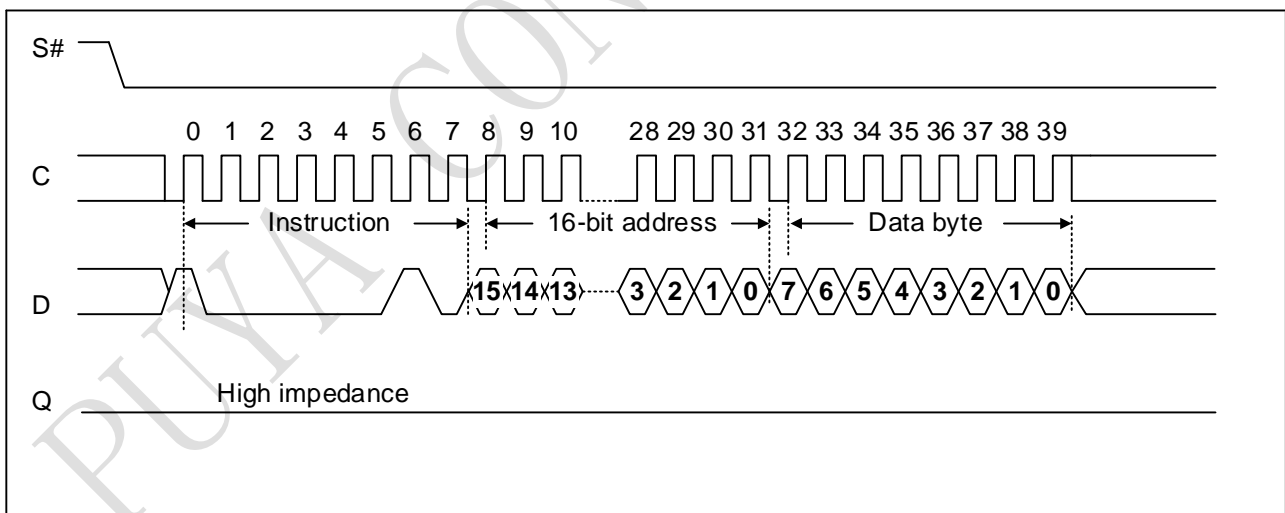 S#
0 1 2 3 4 5 6 7 8 9 10 28 29 30 31 32 33 34 35 36 37 38 39
C
Instruction 16-bit address Data byte
D 15 14 13 3 2 1 0 7 6 5 4 3 2 1 0
High impedance
Q
PUYA CON